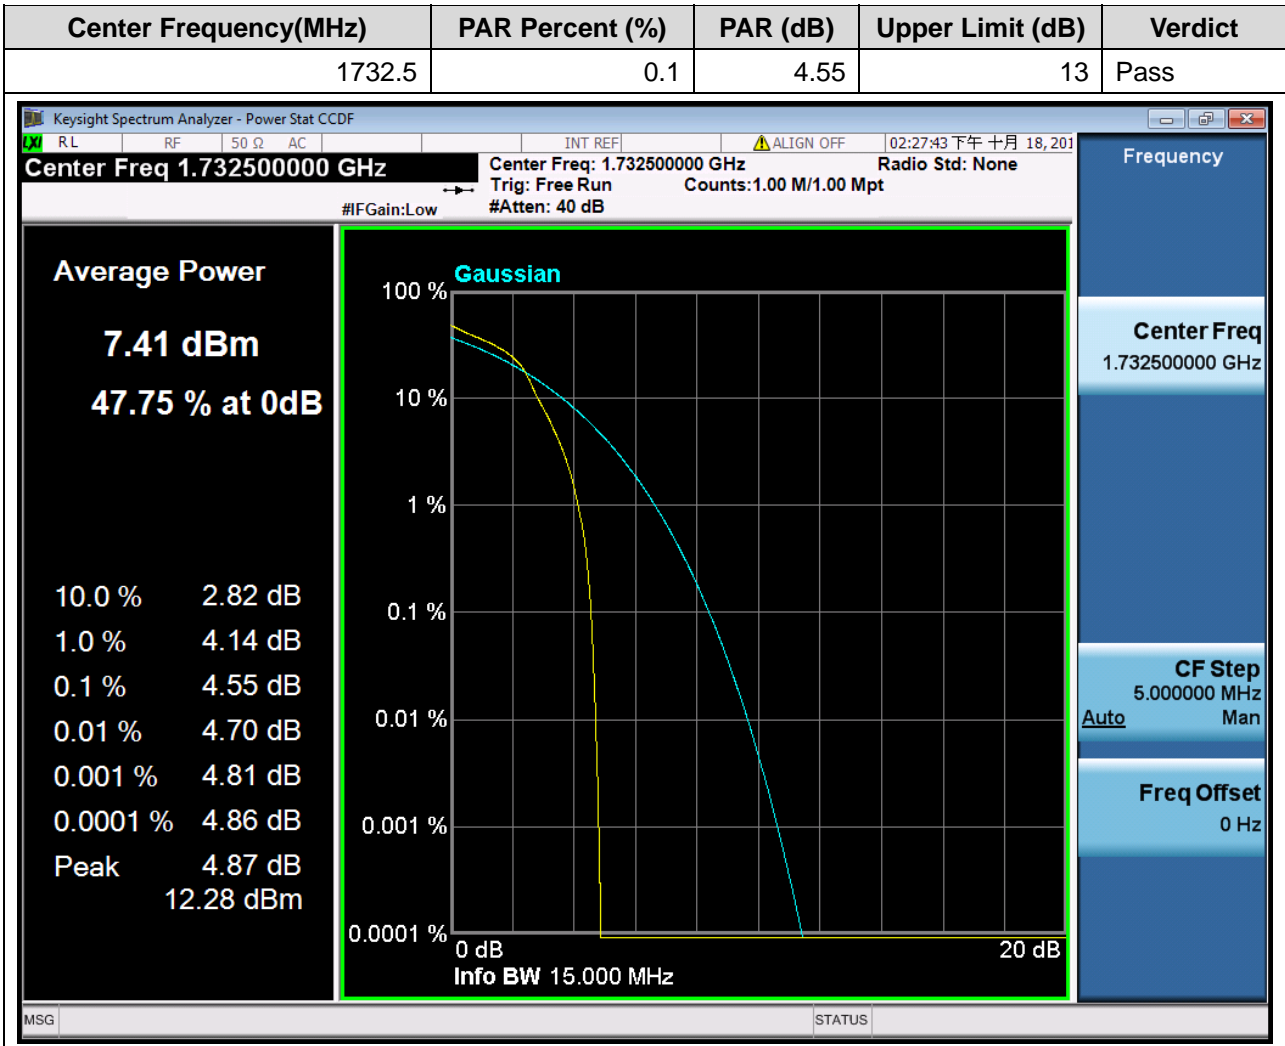 Center Frequency(MHz) PAR Percent (%) PAR (dB) Upper Limit (dB) Verdict
1732.5 0.1 4.55 13 Pass
Keysight Spectrum Analyzer - Power Stat CCDF
LXI RL RF 50 Ω AC INT REF ALIGN OFF 02:27:43 下午 十月 18, 201
Center Freq 1.732500000 GHz
Center Freq: 1.732500000 GHz Radio Std: None
Trig: Free Run Counts:1.00 M/1.00 Mpt
#IFGain:Low #Atten: 40 dB
Average Power
7.41 dBm
47.75 % at 0dB
10.0 % 2.82 dB
1.0 % 4.14 dB
0.1 % 4.55 dB
0.01 % 4.70 dB
0.001 % 4.81 dB
0.0001 % 4.86 dB
Peak 4.87 dB
12.28 dBm
Gaussian
100 %
10 %
1 %
0.1 %
0.01 %
0.001 %
0.0001 %
0 dB 20 dB
Info BW 15.000 MHz
Frequency
Center Freq
1.732500000 GHz
CF Step
5.000000 MHz
Auto Man
Freq Offset
0 Hz
MSG STATUS